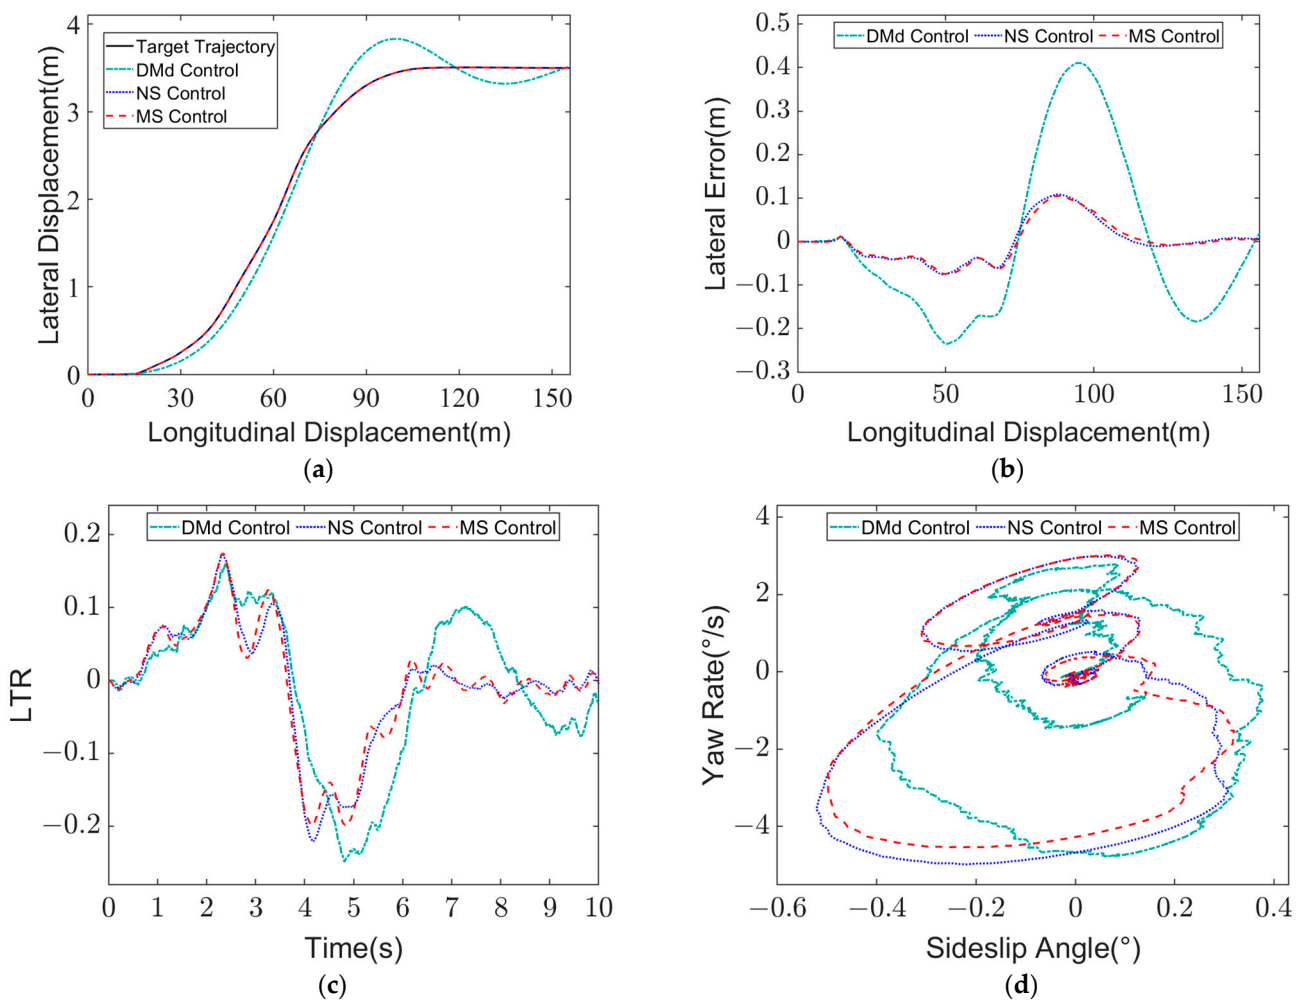 4
3
2
1
0
Lateral Displacement(m)
Target Trajectory
DMd Control
NS Control
MS Control
0 30 60 90 120 150
Longitudinal Displacement(m)
(a)
0.5
0.4
0.3
0.2
0.1
0
−0.1
−0.2
−0.3
Lateral Error(m)
DMd Control NS Control MS Control
0 50 100 150
Longitudinal Displacement(m)
(b)
0.2
0.1
0
−0.1
−0.2
LTR
DMd Control NS Control MS Control
0 1 2 3 4 5 6 7 8 9 10
Time(s)
(c)
4
2
0
−2
−4
Yaw Rate(°/s)
DMd Control NS Control MS Control
−0.6 −0.4 −0.2 0 0.2 0.4
Sideslip Angle(°)
(d)